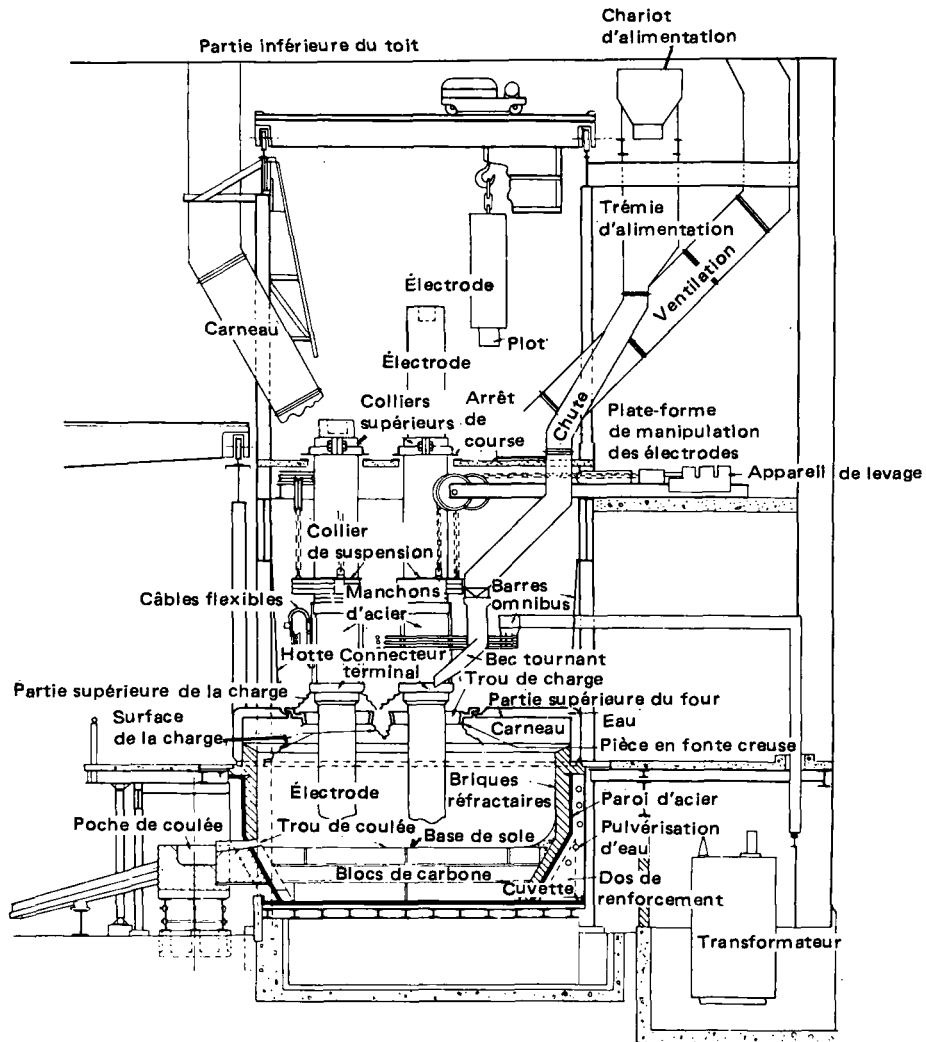 Chariot
d'alimentation
Partie inférieure du toit
Trémie
d'alimentation
Ventilation
Électrode
Carneau
Plot
Électrode
Colliers
supérieurs
Arrêt
de
course
Chute
Plate-forme
de manipulation
des électrodes
Appareil de levage
Collier
de suspension
Câbles flexibles
Manchons
d'acier
Barres
omnibus
Hotte
Connecteur
terminal
Bec tournant
Trou de charge
Partie supérieure de la charge
Partie supérieure du four
Eau
Surface
de la charge
Carneau
Pièce en fonte creuse
Électrode
Briques
réfractaires
Paroi d'acier
Poche de coulée
Trou de coulée
Base de sole
Pulvérisation
d'eau
Blocs de carbone
Cuvette
Dos de
renforcement
Transformateur